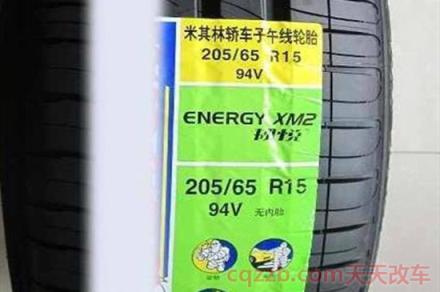 米其林轿车子午线轮胎
205/65 R15
94V
ENERGY XM2
205/65 R15
94V 无内胎
cqzzb.com天天改车